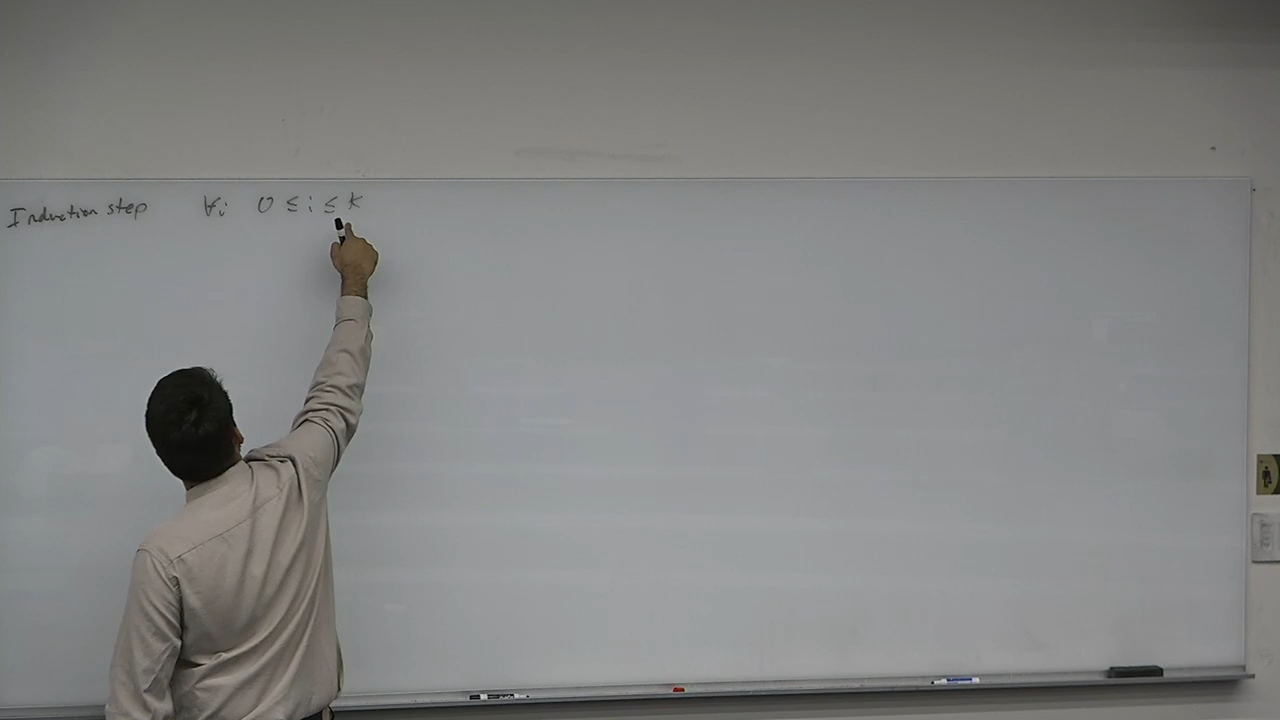 Induction step ∀i 0 ≤ i ≤ k